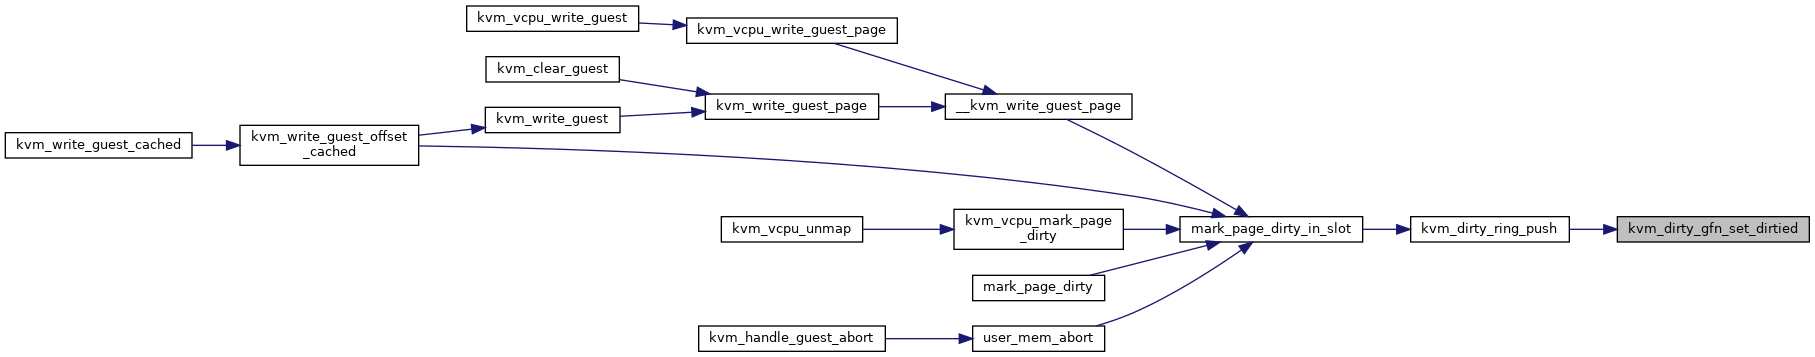 kvm_vcpu_write_guest
kvm_vcpu_write_guest_page
kvm_clear_guest
kvm_write_guest_page
__kvm_write_guest_page
kvm_write_guest
kvm_write_guest_cached
kvm_write_guest_offset
_cached
kvm_vcpu_unmap
kvm_vcpu_mark_page
_dirty
mark_page_dirty_in_slot
kvm_dirty_ring_push
kvm_dirty_gfn_set_dirtied
mark_page_dirty
kvm_handle_guest_abort
user_mem_abort